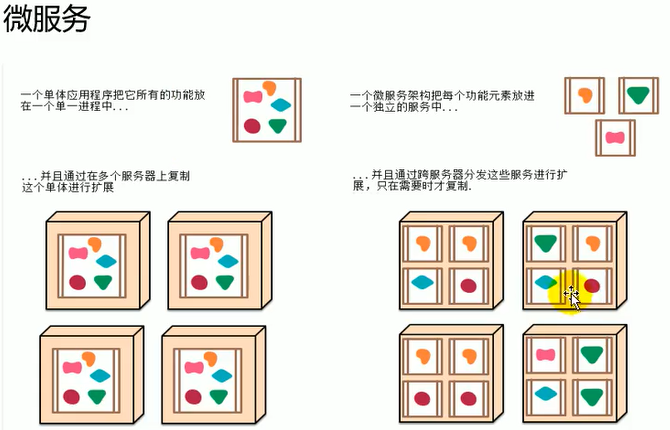 微服务
一个单体应用程序把它所有的功能放
在一个单一进程中...
...并且通过在多个服务器上复制
这个单体进行扩展
一个微服务架构把每个功能元素放进
一个独立的服务中...
...并且通过跨服务器分发这些服务进行扩
展，只在需要时才复制.